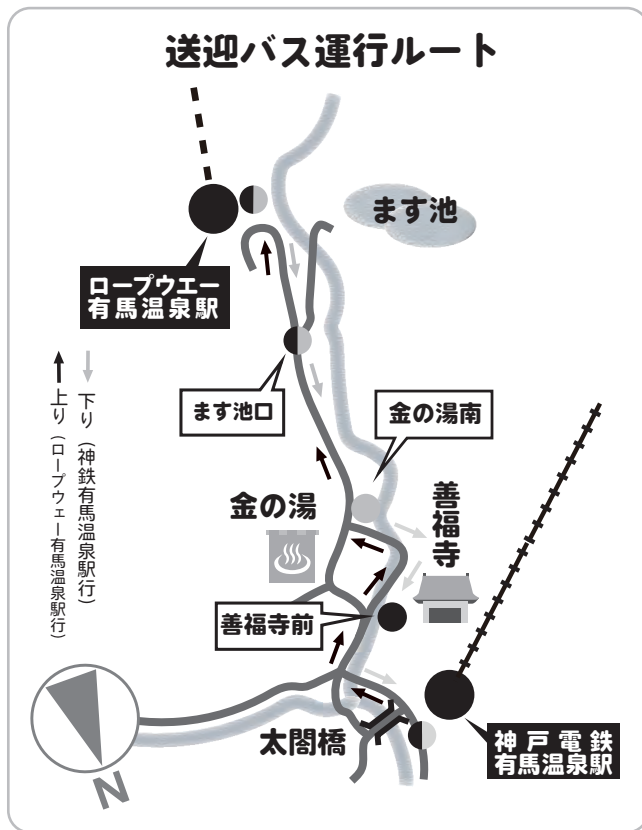 送迎バス運行ルート
ます池
ロープウエー
有馬温泉駅
ます池口
金の湯南
下り（神鉄有馬温泉駅行）
上り（ロープウェー有馬温泉駅行）
金の湯
善福寺
善福寺前
太閤橋
神戸電鉄
有馬温泉駅
N